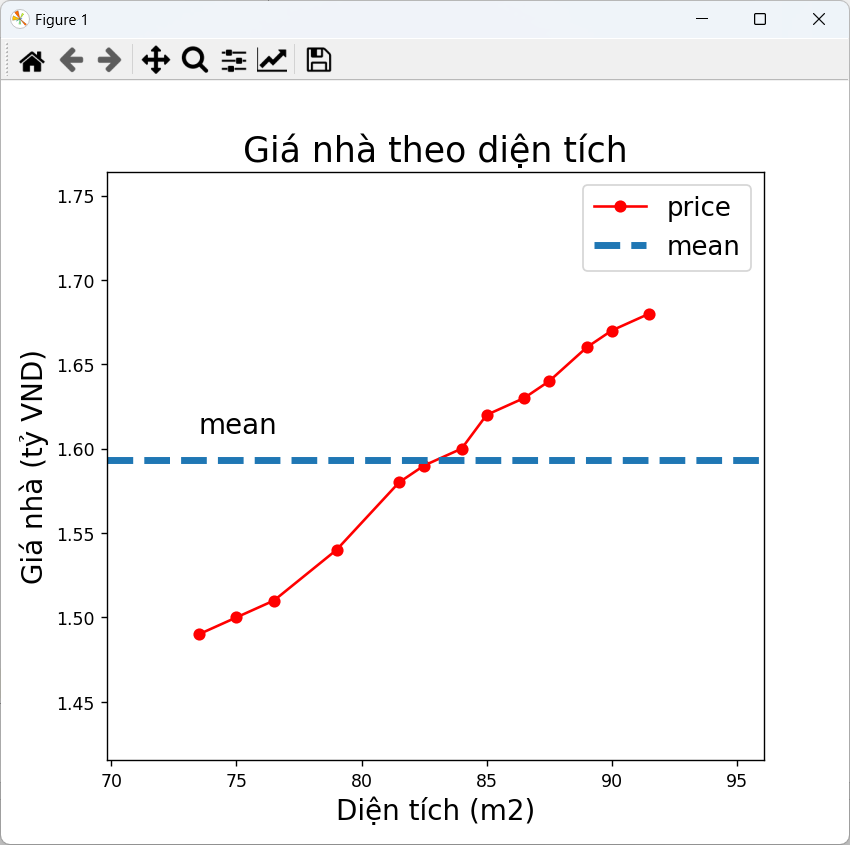 Figure 1
Giá nhà theo diện tích
price
mean
mean
Giá nhà (tỷ VND)
1.75
1.70
1.65
1.60
1.55
1.50
1.45
70 75 80 85 90 95
Diện tích (m2)